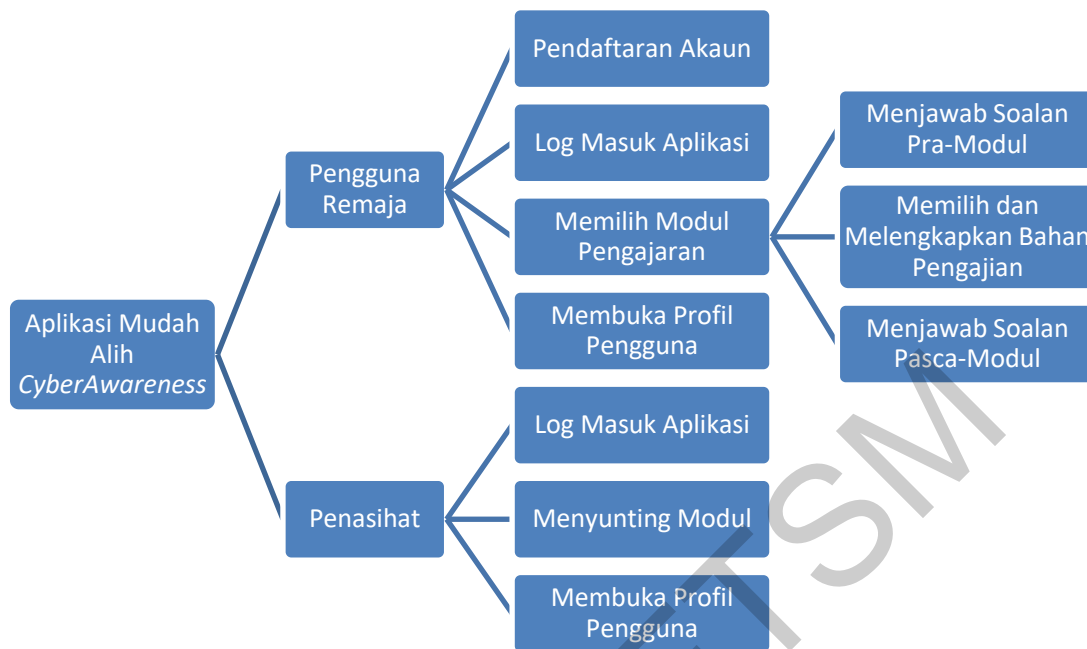 Aplikasi Mudah
Alih
CyberAwareness
Pengguna
Remaja
Pendaftaran Akaun
Log Masuk Aplikasi
Memilih Modul
Pengajaran
Menjawab Soalan
Pra-Modul
Memilih dan
Melengkapkan Bahan
Pengajian
Menjawab Soalan
Pasca-Modul
Membuka Profil
Pengguna
Penasihat
Log Masuk Aplikasi
Menyunting Modul
Membuka Profil
Pengguna
TSM